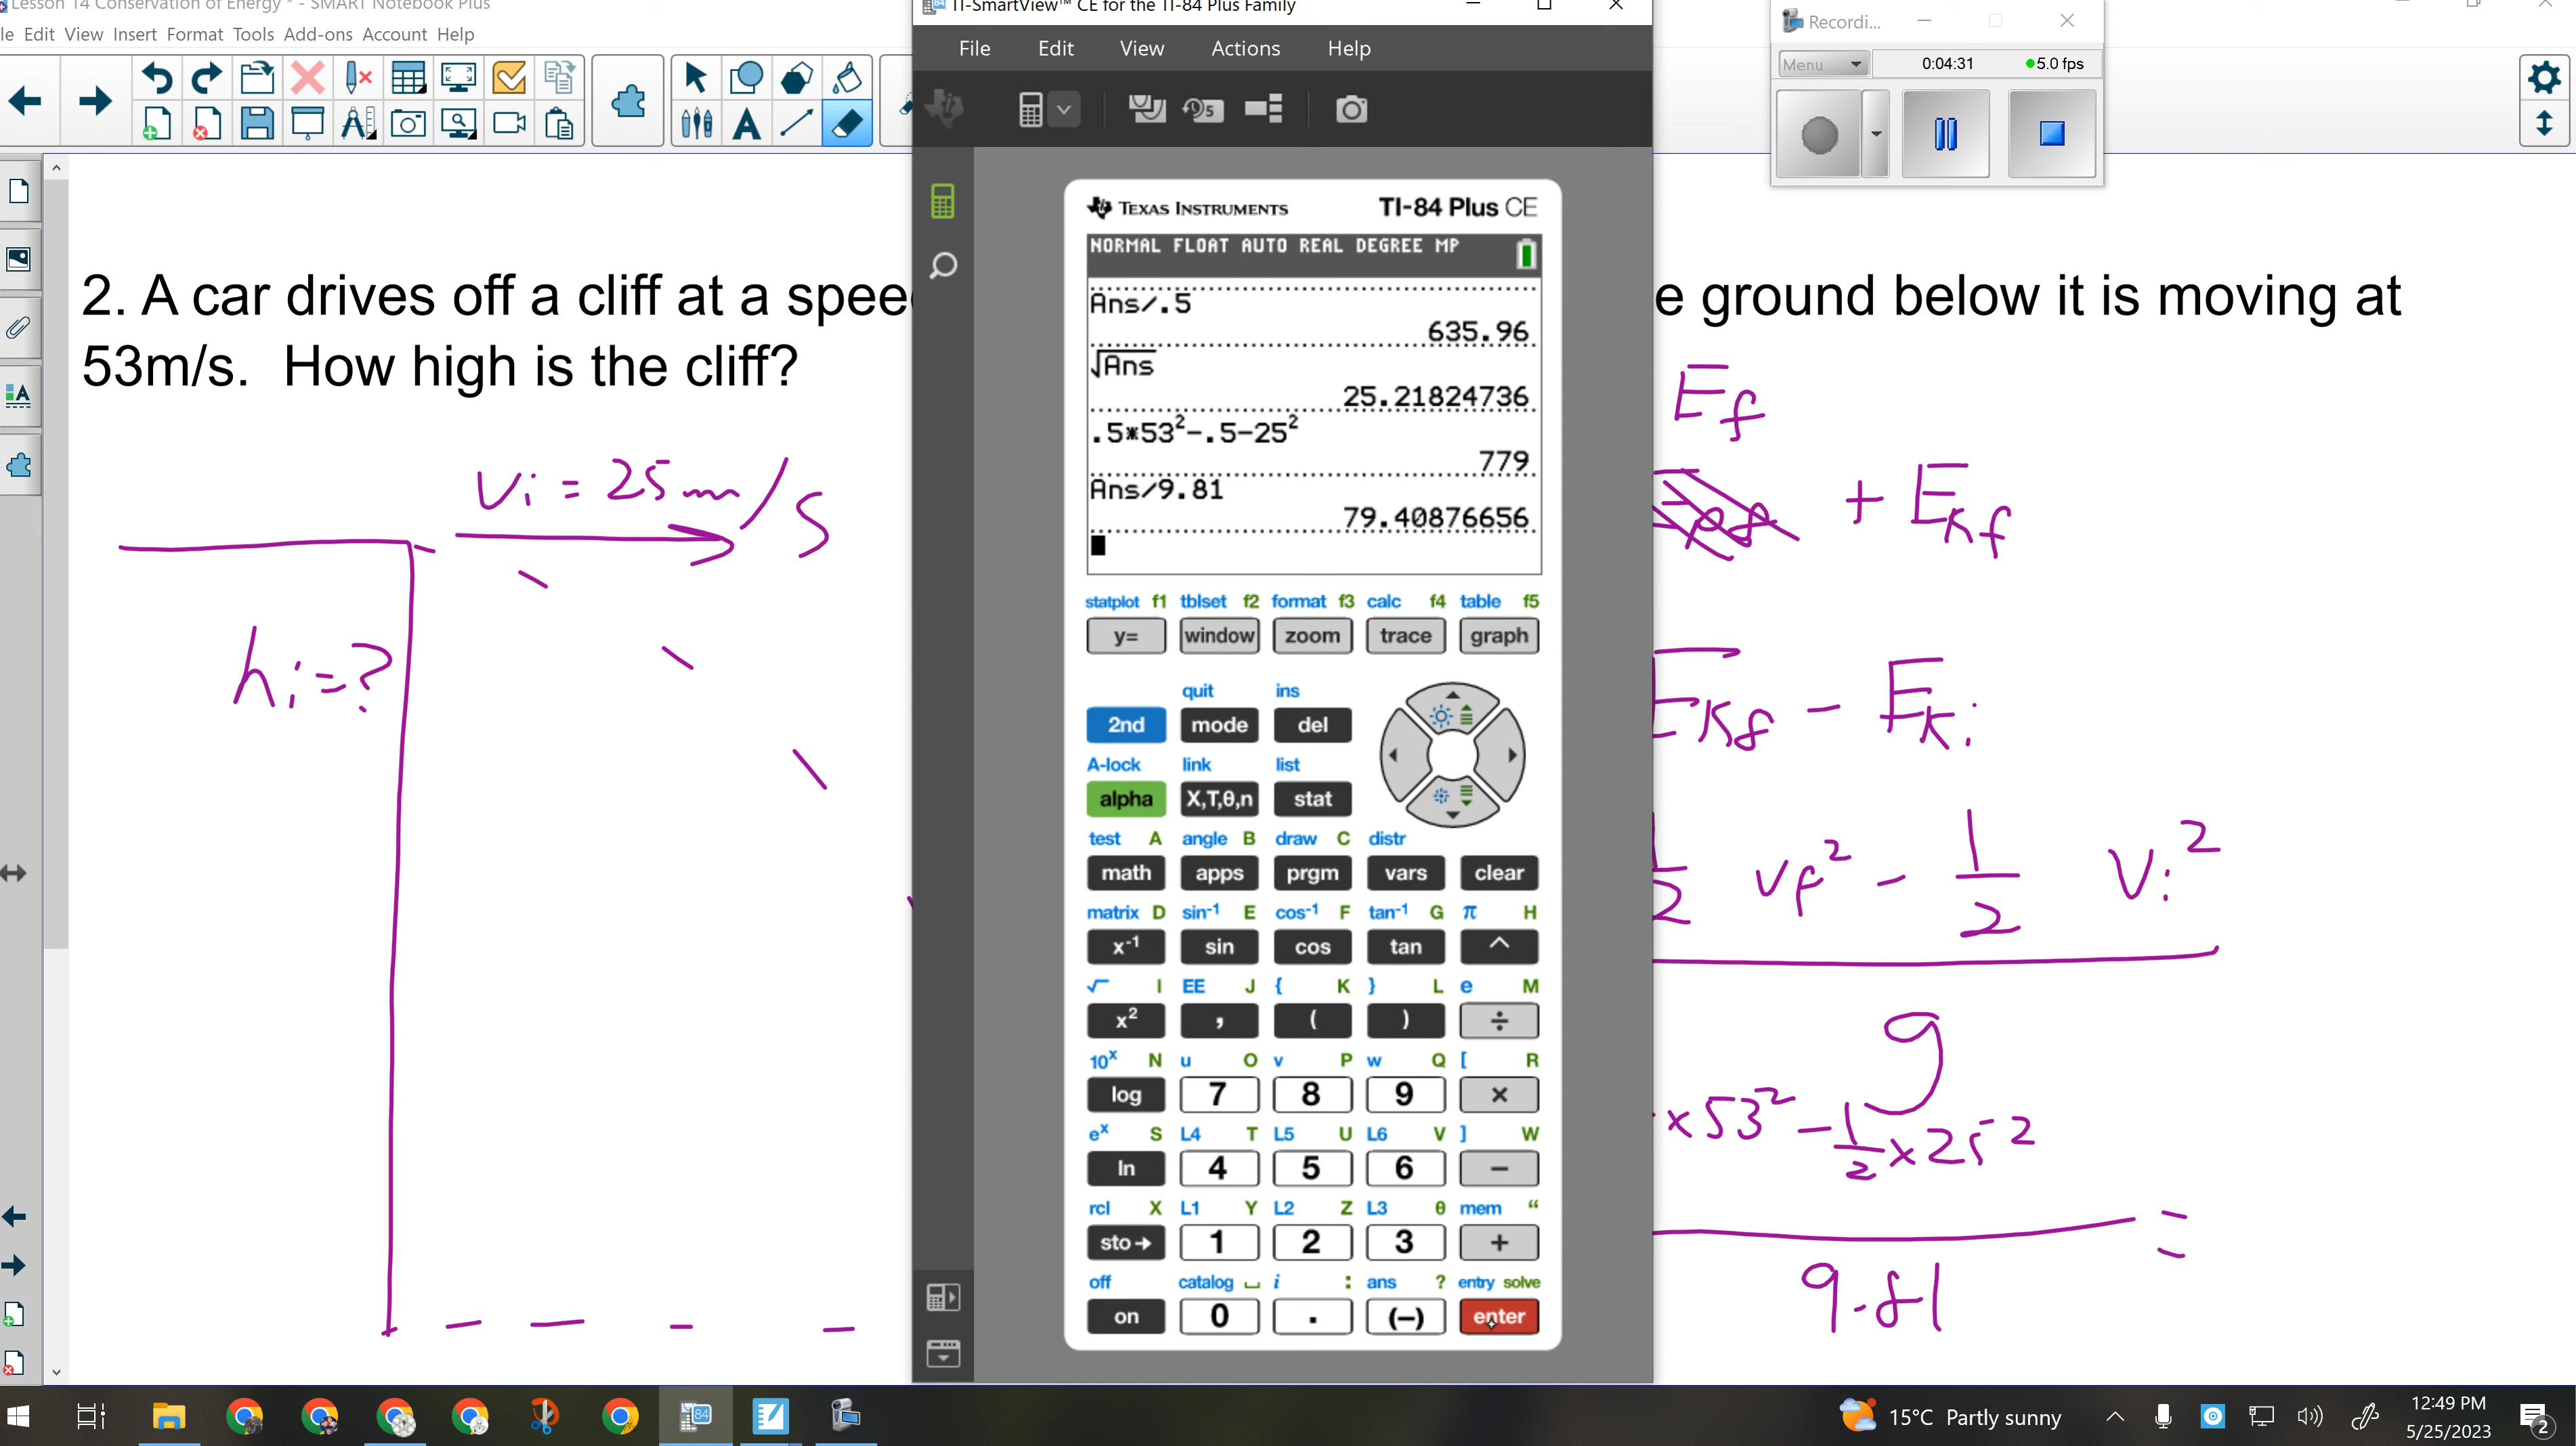 Lesson 14 Conservation of Energy * - SMART Notebook Plus
le Edit View Insert Format Tools Add-ons Account Help
TI-SmartView™ CE for the TI-84 Plus Family
File Edit View Actions Help
Recordi...
Menu 0:04:31 5.0 fps
2. A car drives off a cliff at a spee
e ground below it is moving at
53m/s. How high is the cliff?
Vi = 25 m/s
hi = ?
Ef
+ EKf
EKf - EKi
1/2 vf² - 1/2 vi²
g
x 53² - 1/2 x 25²
=
9.81
TEXAS INSTRUMENTS TI-84 Plus CE
NORMAL FLOAT AUTO REAL DEGREE MP
Ans/.5
635.96
√Ans
25.21824736
.5*53²-.5-25²
779
Ans/9.81
79.40876656
statplot f1 tblset f2 format f3 calc f4 table f5
y= window zoom trace graph
quit ins
2nd mode del
A-lock link list
alpha X,T,θ,n stat
test A angle B draw C distr
math apps prgm vars clear
matrix D sin⁻¹ E cos⁻¹ F tan⁻¹ G π H
x⁻¹ sin cos tan ^
√ I EE J { K } L e M
x² , ( ) ÷
10ˣ N u O v P w Q [ R
log 7 8 9 ×
eˣ S L4 T L5 U L6 V ] W
ln 4 5 6 −
rcl X L1 Y L2 Z L3 θ mem “
sto→ 1 2 3 +
off catalog ⎵ i : ans ? entry solve
on 0 . (−) enter
84
15°C Partly sunny
12:49 PM
5/25/2023
2